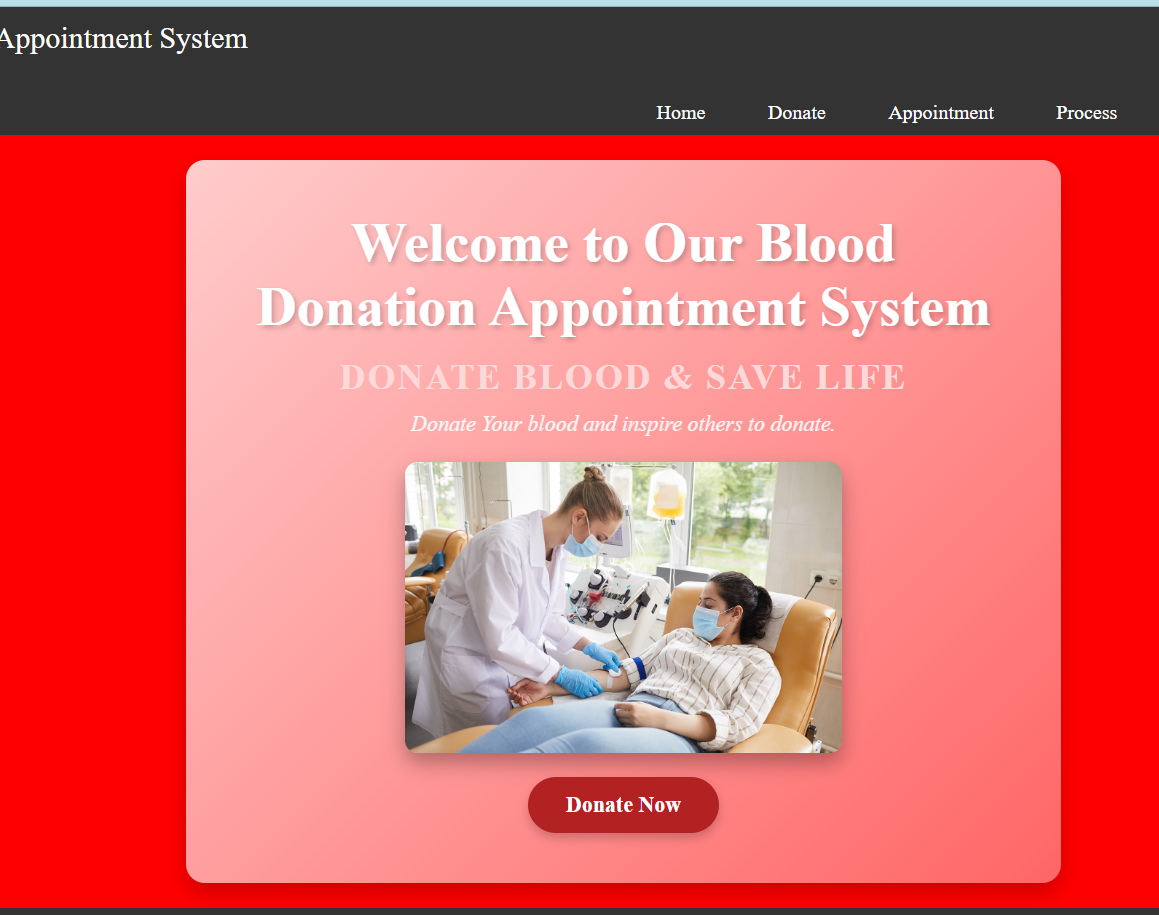 Appointment System
Home Donate Appointment Process
Welcome to Our Blood
Donation Appointment System
DONATE BLOOD & SAVE LIFE
Donate Your blood and inspire others to donate.
Donate Now